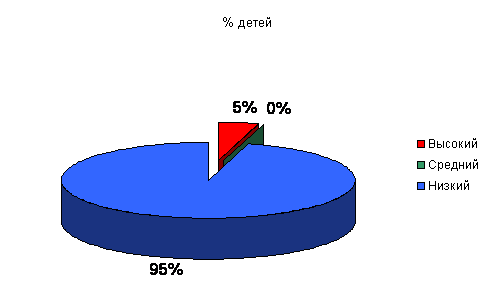 % детей
5% 0%
Высокий
Средний
Низкий
95%